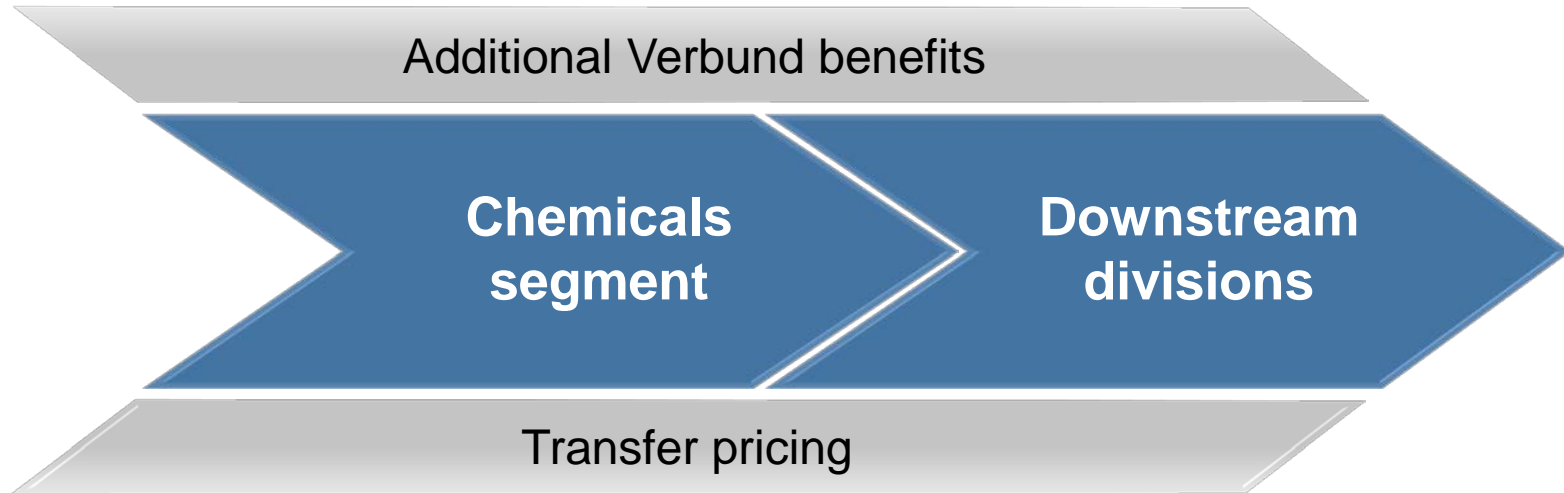 Additional Verbund benefits
Chemicals
segment
Downstream
divisions
Transfer pricing